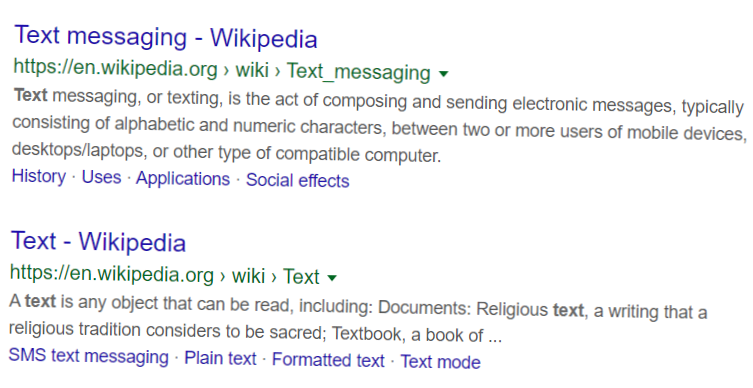 Text messaging - Wikipedia
https://en.wikipedia.org › wiki › Text_messaging
Text messaging, or texting, is the act of composing and sending electronic messages, typically
consisting of alphabetic and numeric characters, between two or more users of mobile devices,
desktops/laptops, or other type of compatible computer.
History · Uses · Applications · Social effects
Text - Wikipedia
https://en.wikipedia.org › wiki › Text
A text is any object that can be read, including: Documents: Religious text, a writing that a
religious tradition considers to be sacred; Textbook, a book of ...
SMS text messaging · Plain text · Formatted text · Text mode